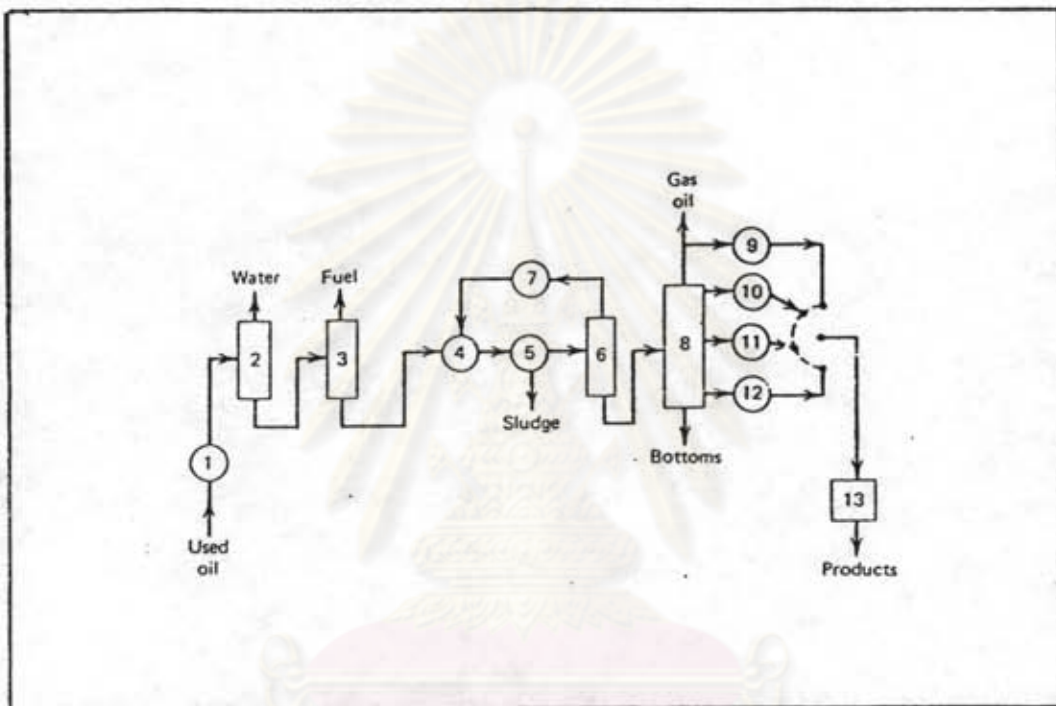 Gas
oil
9
Water
Fuel
7
10
2
3
4
5
6
8
11
12
Sludge
Bottoms
1
13
Used
oil
Products